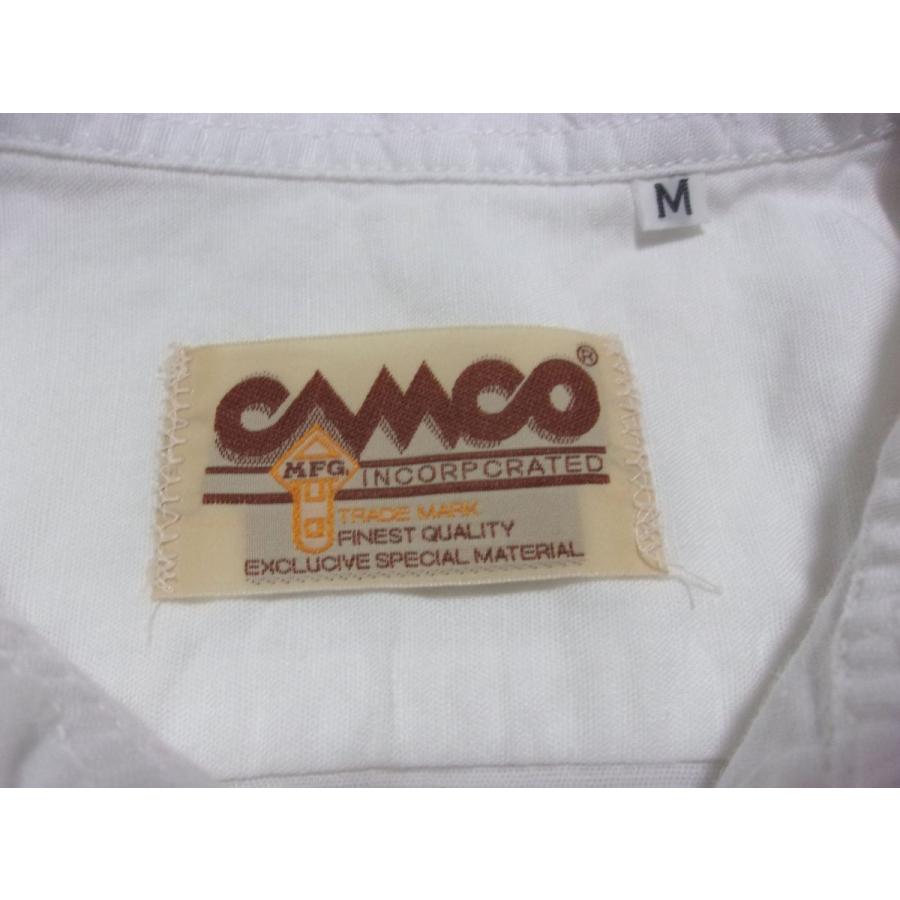 M
CAMCO®
MFG. INCORPORATED
TRADE MARK
FINEST QUALITY
EXCLUCIVE SPECIAL MATERIAL